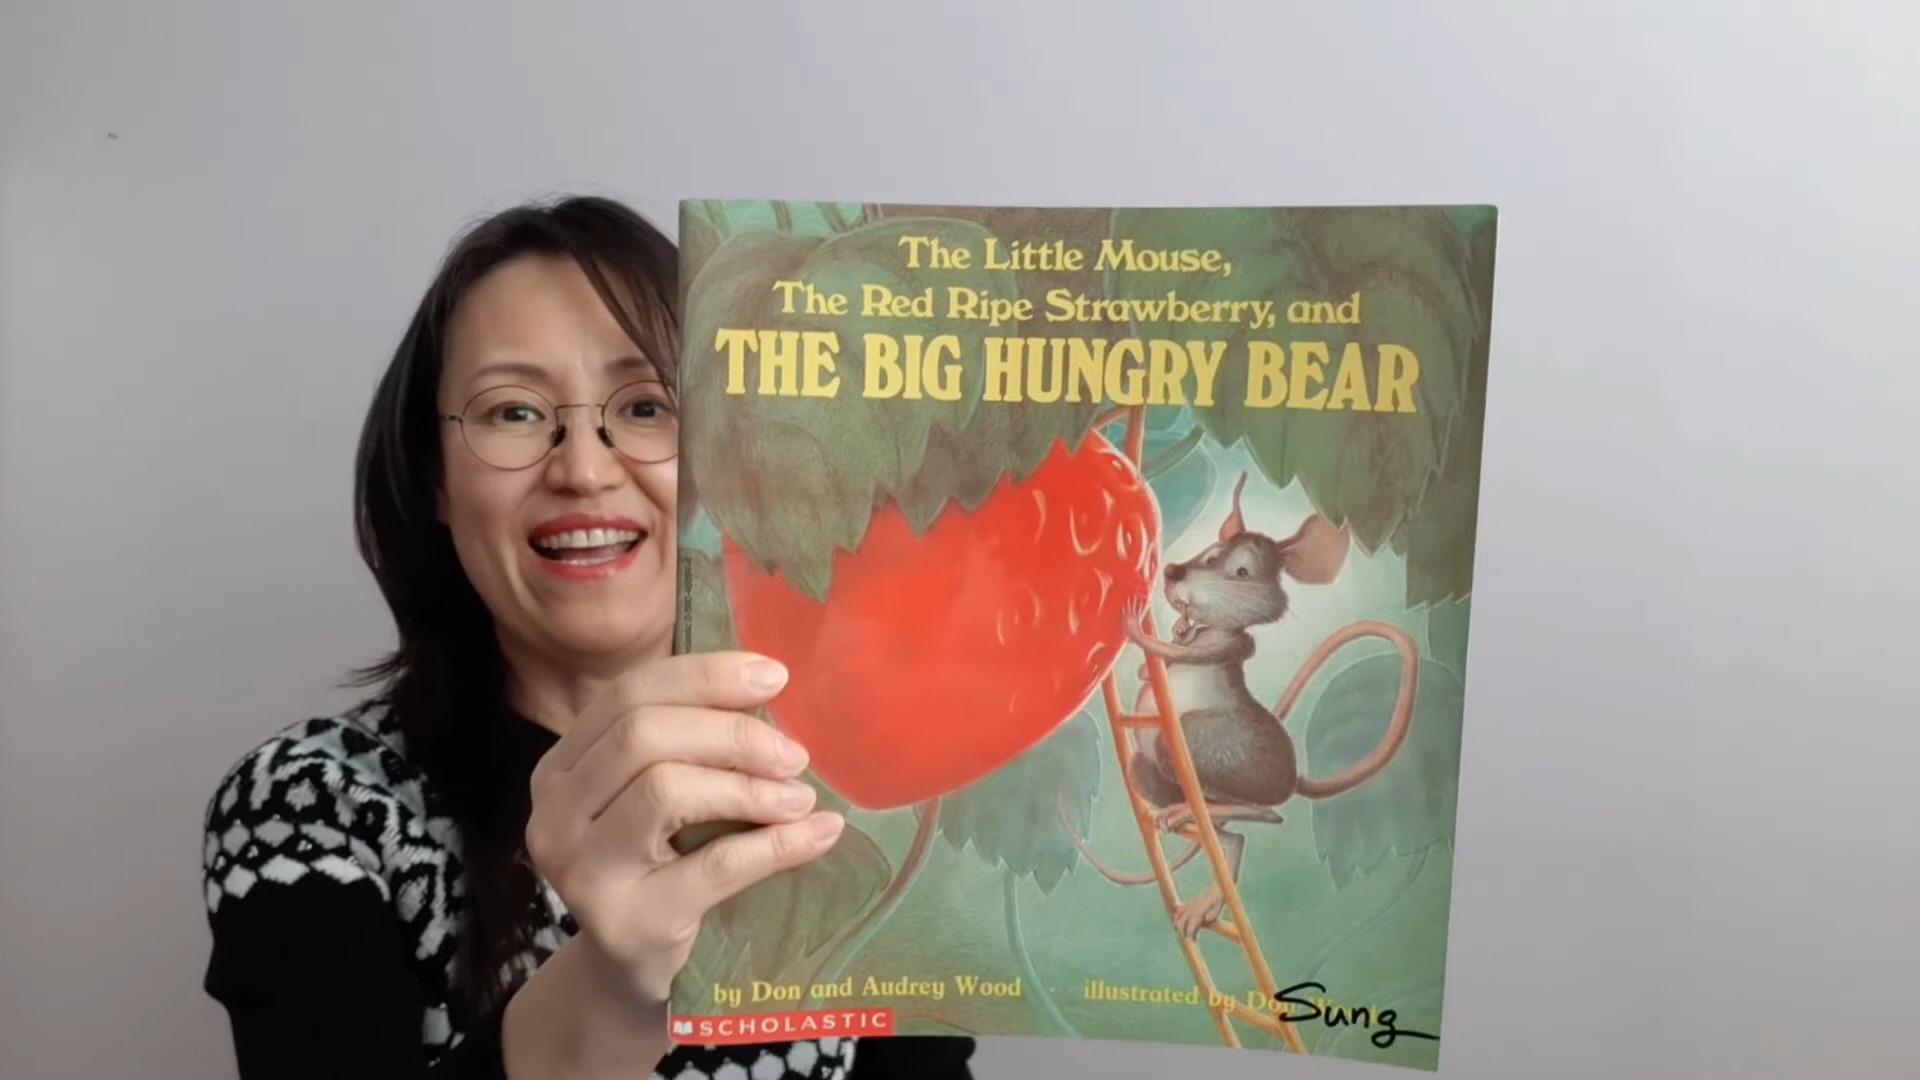 The Little Mouse,
The Red Ripe Strawberry, and
THE BIG HUNGRY BEAR
by Don and Audrey Wood
illustrated by Don
Sung
SCHOLASTIC